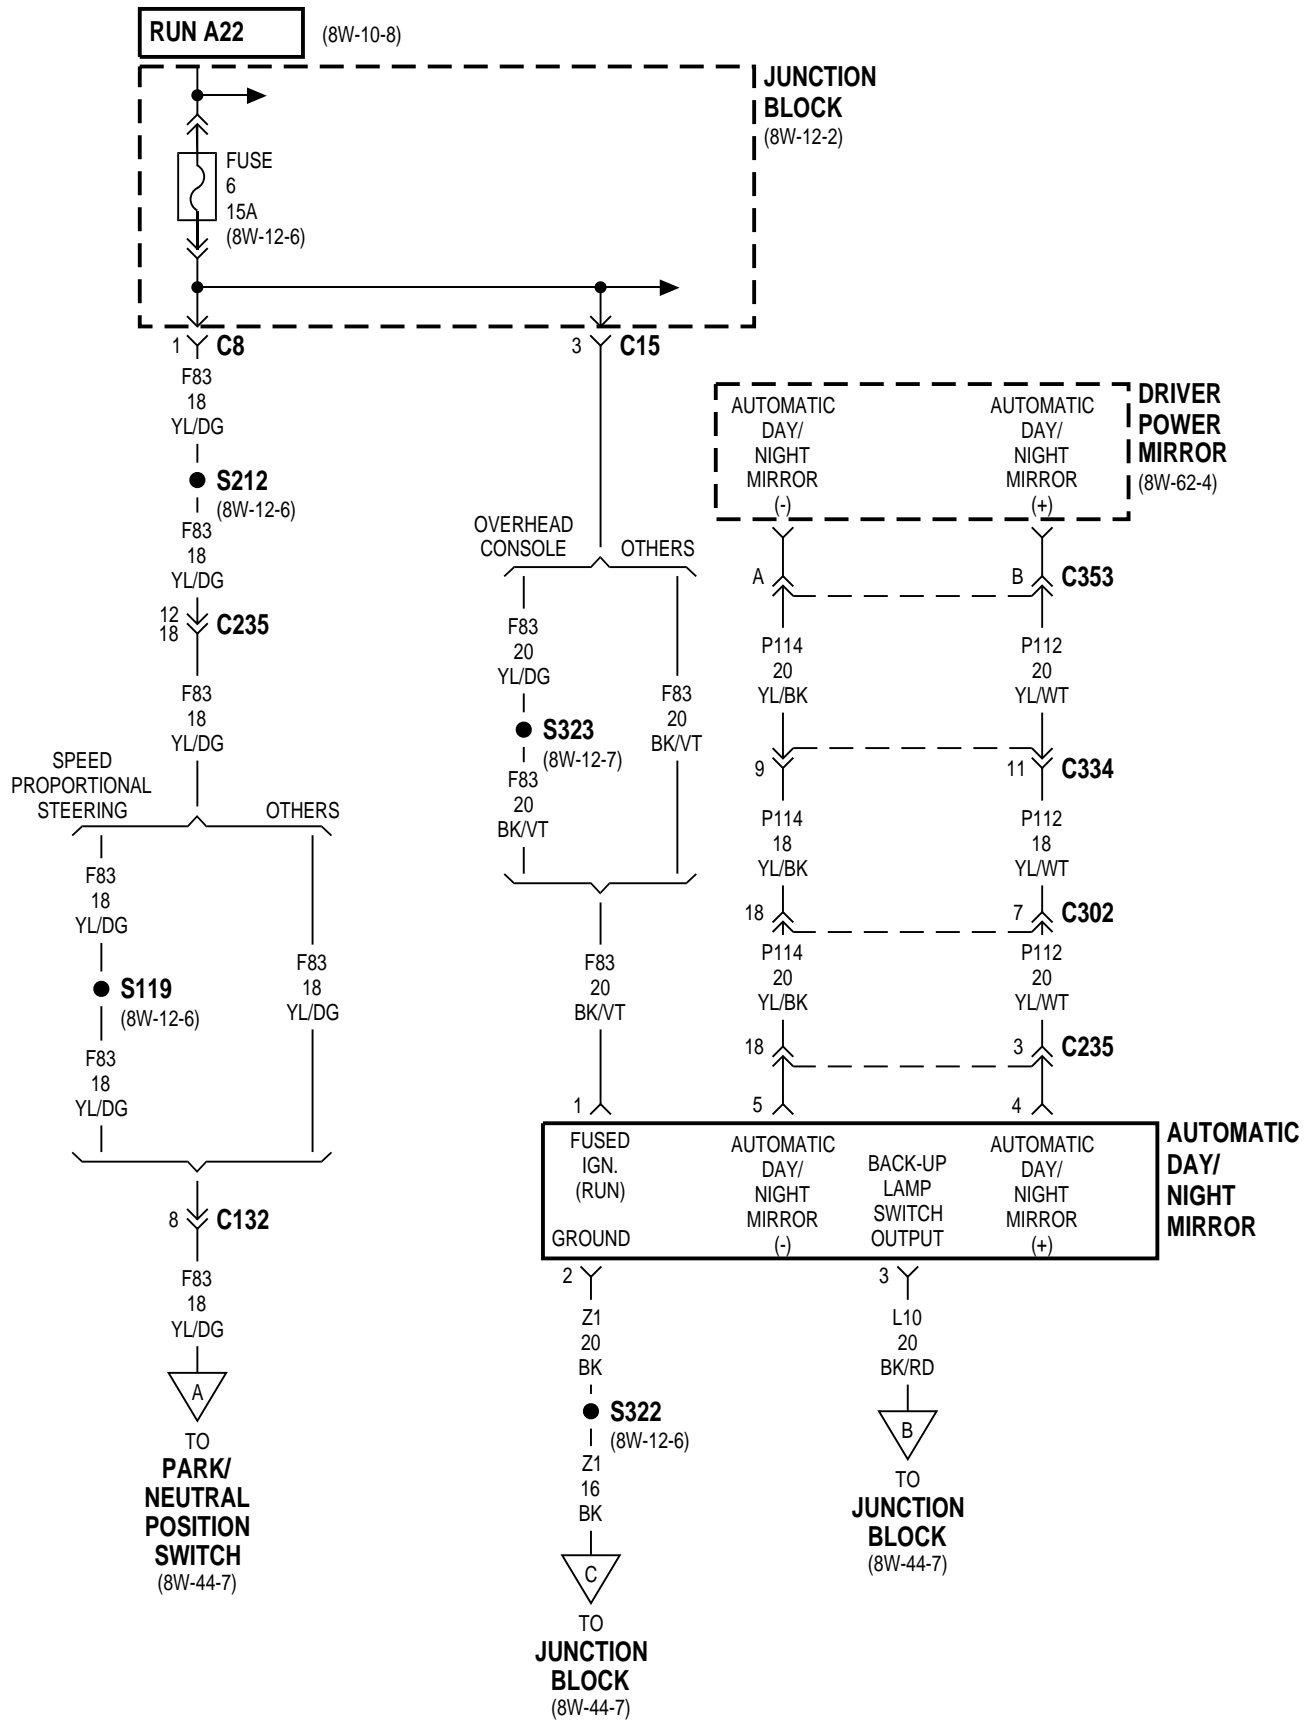 RUN A22
(8W-10-8)
JUNCTION
BLOCK
(8W-12-2)
FUSE
6
15A
(8W-12-6)
1
C8
3
C15
F83
18
YL/DG
S212
(8W-12-6)
F83
18
YL/DG
12
18
C235
F83
18
YL/DG
SPEED
PROPORTIONAL
STEERING
OTHERS
F83
18
YL/DG
S119
(8W-12-6)
F83
18
YL/DG
F83
18
YL/DG
8
C132
F83
18
YL/DG
A
TO
PARK/
NEUTRAL
POSITION
SWITCH
(8W-44-7)
OVERHEAD
CONSOLE
OTHERS
F83
20
YL/DG
S323
(8W-12-7)
F83
20
BK/VT
F83
20
BK/VT
F83
20
BK/VT
1
DRIVER
POWER
MIRROR
(8W-62-4)
AUTOMATIC
DAY/
NIGHT
MIRROR
(-)
AUTOMATIC
DAY/
NIGHT
MIRROR
(+)
A
B
C353
P114
20
YL/BK
P112
20
YL/WT
9
11
C334
P114
18
YL/BK
P112
18
YL/WT
18
7
C302
P114
20
YL/BK
P112
20
YL/WT
18
3
C235
5
4
FUSED
IGN.
(RUN)
GROUND
AUTOMATIC
DAY/
NIGHT
MIRROR
(-)
BACK-UP
LAMP
SWITCH
OUTPUT
AUTOMATIC
DAY/
NIGHT
MIRROR
(+)
AUTOMATIC
DAY/
NIGHT
MIRROR
2
Z1
20
BK
S322
(8W-12-6)
Z1
16
BK
C
TO
JUNCTION
BLOCK
(8W-44-7)
3
L10
20
BK/RD
B
TO
JUNCTION
BLOCK
(8W-44-7)